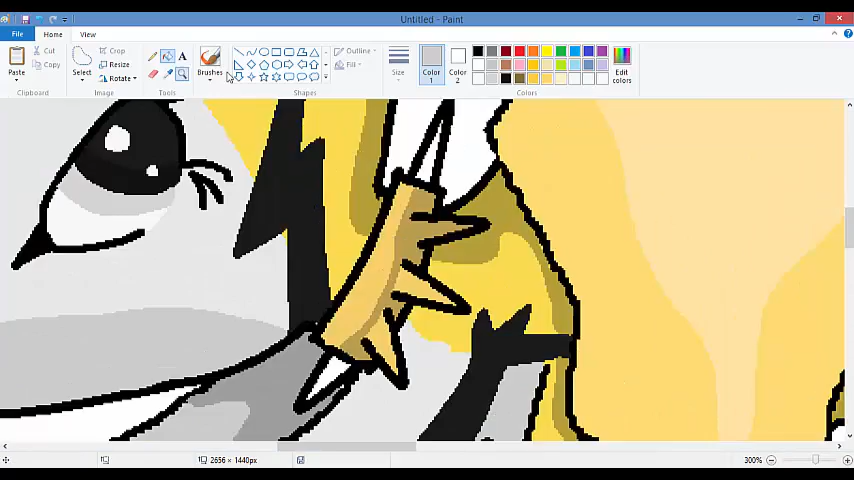 Untitled - Paint
File Home View
Paste
Cut
Copy
Clipboard
Select
Crop
Resize
Rotate
Image
A
Tools
Brushes
Outline
Fill
Shapes
Size
Color 1
Color 2
Edit colors
Colors
2656 × 1440px
300%